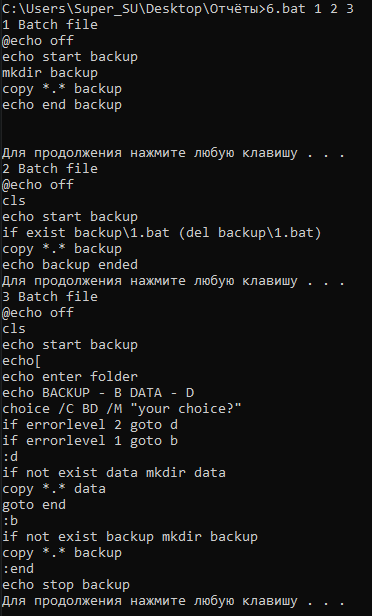 C:\Users\Super_SU\Desktop\Отчёты>6.bat 1 2 3
1 Batch file
@echo off
echo start backup
mkdir backup
copy *.* backup
echo end backup
Для продолжения нажмите любую клавишу . . .
2 Batch file
@echo off
cls
echo start backup
if exist backup\1.bat (del backup\1.bat)
copy *.* backup
echo backup ended
Для продолжения нажмите любую клавишу . . .
3 Batch file
@echo off
cls
echo start backup
echo[
echo enter folder
echo BACKUP - B DATA - D
choice /C BD /M "your choice?"
if errorlevel 2 goto d
if errorlevel 1 goto b
:d
if not exist data mkdir data
copy *.* data
goto end
:b
if not exist backup mkdir backup
copy *.* backup
:end
echo stop backup
Для продолжения нажмите любую клавишу . . .